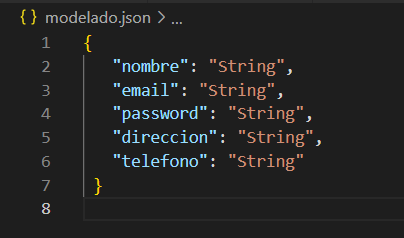 { } modelado.json > ...
1 {
2 "nombre": "String",
3 "email": "String",
4 "password": "String",
5 "direccion": "String",
6 "telefono": "String"
7 }
8